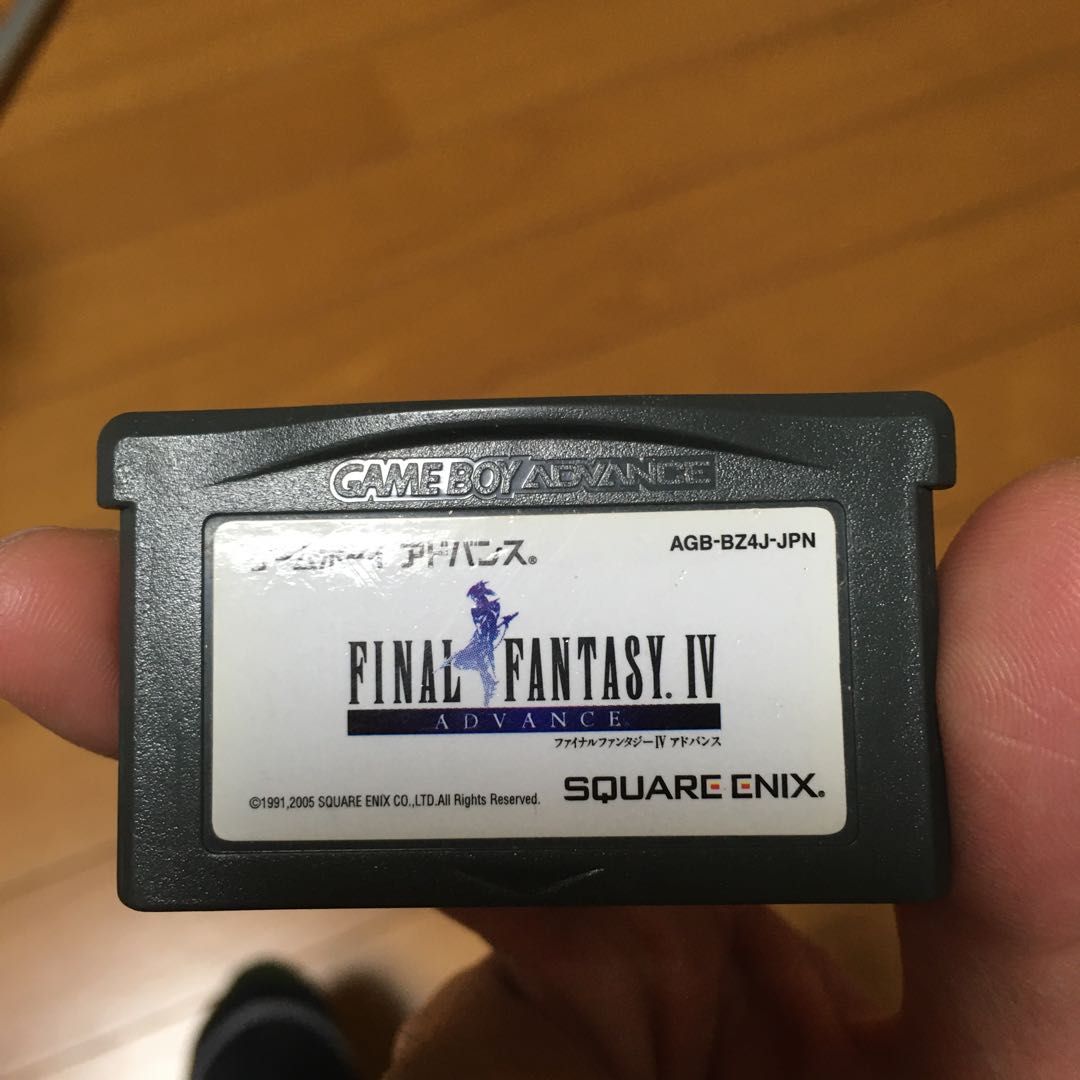 GAME BOY ADVANCE
ゲームボーイ アドバンス®
AGB-BZ4J-JPN
FINAL FANTASY. IV
ADVANCE
ファイナルファンタジーIV アドバンス
©1991,2005 SQUARE ENIX CO.,LTD.All Rights Reserved.
SQUARE ENIX®